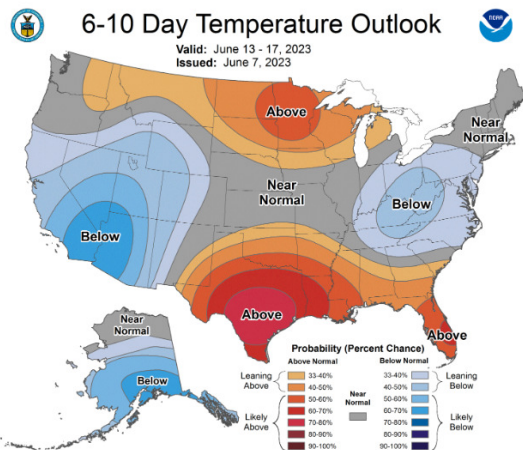 6-10 Day Temperature Outlook
Valid: June 13 - 17, 2023
Issued: June 7, 2023
NOAA
Above
Near
Normal
Near
Normal
Below
Below
Above
Above
Near
Normal
Below
Probability (Percent Chance)
Above Normal
Below Normal
Leaning
Above
33-40%
40-50%
Likely
Above
50-60%
60-70%
70-80%
80-90%
90-100%
Near
Normal
33-40%
40-50%
Leaning
Below
50-60%
60-70%
70-80%
80-90%
90-100%
Likely
Below